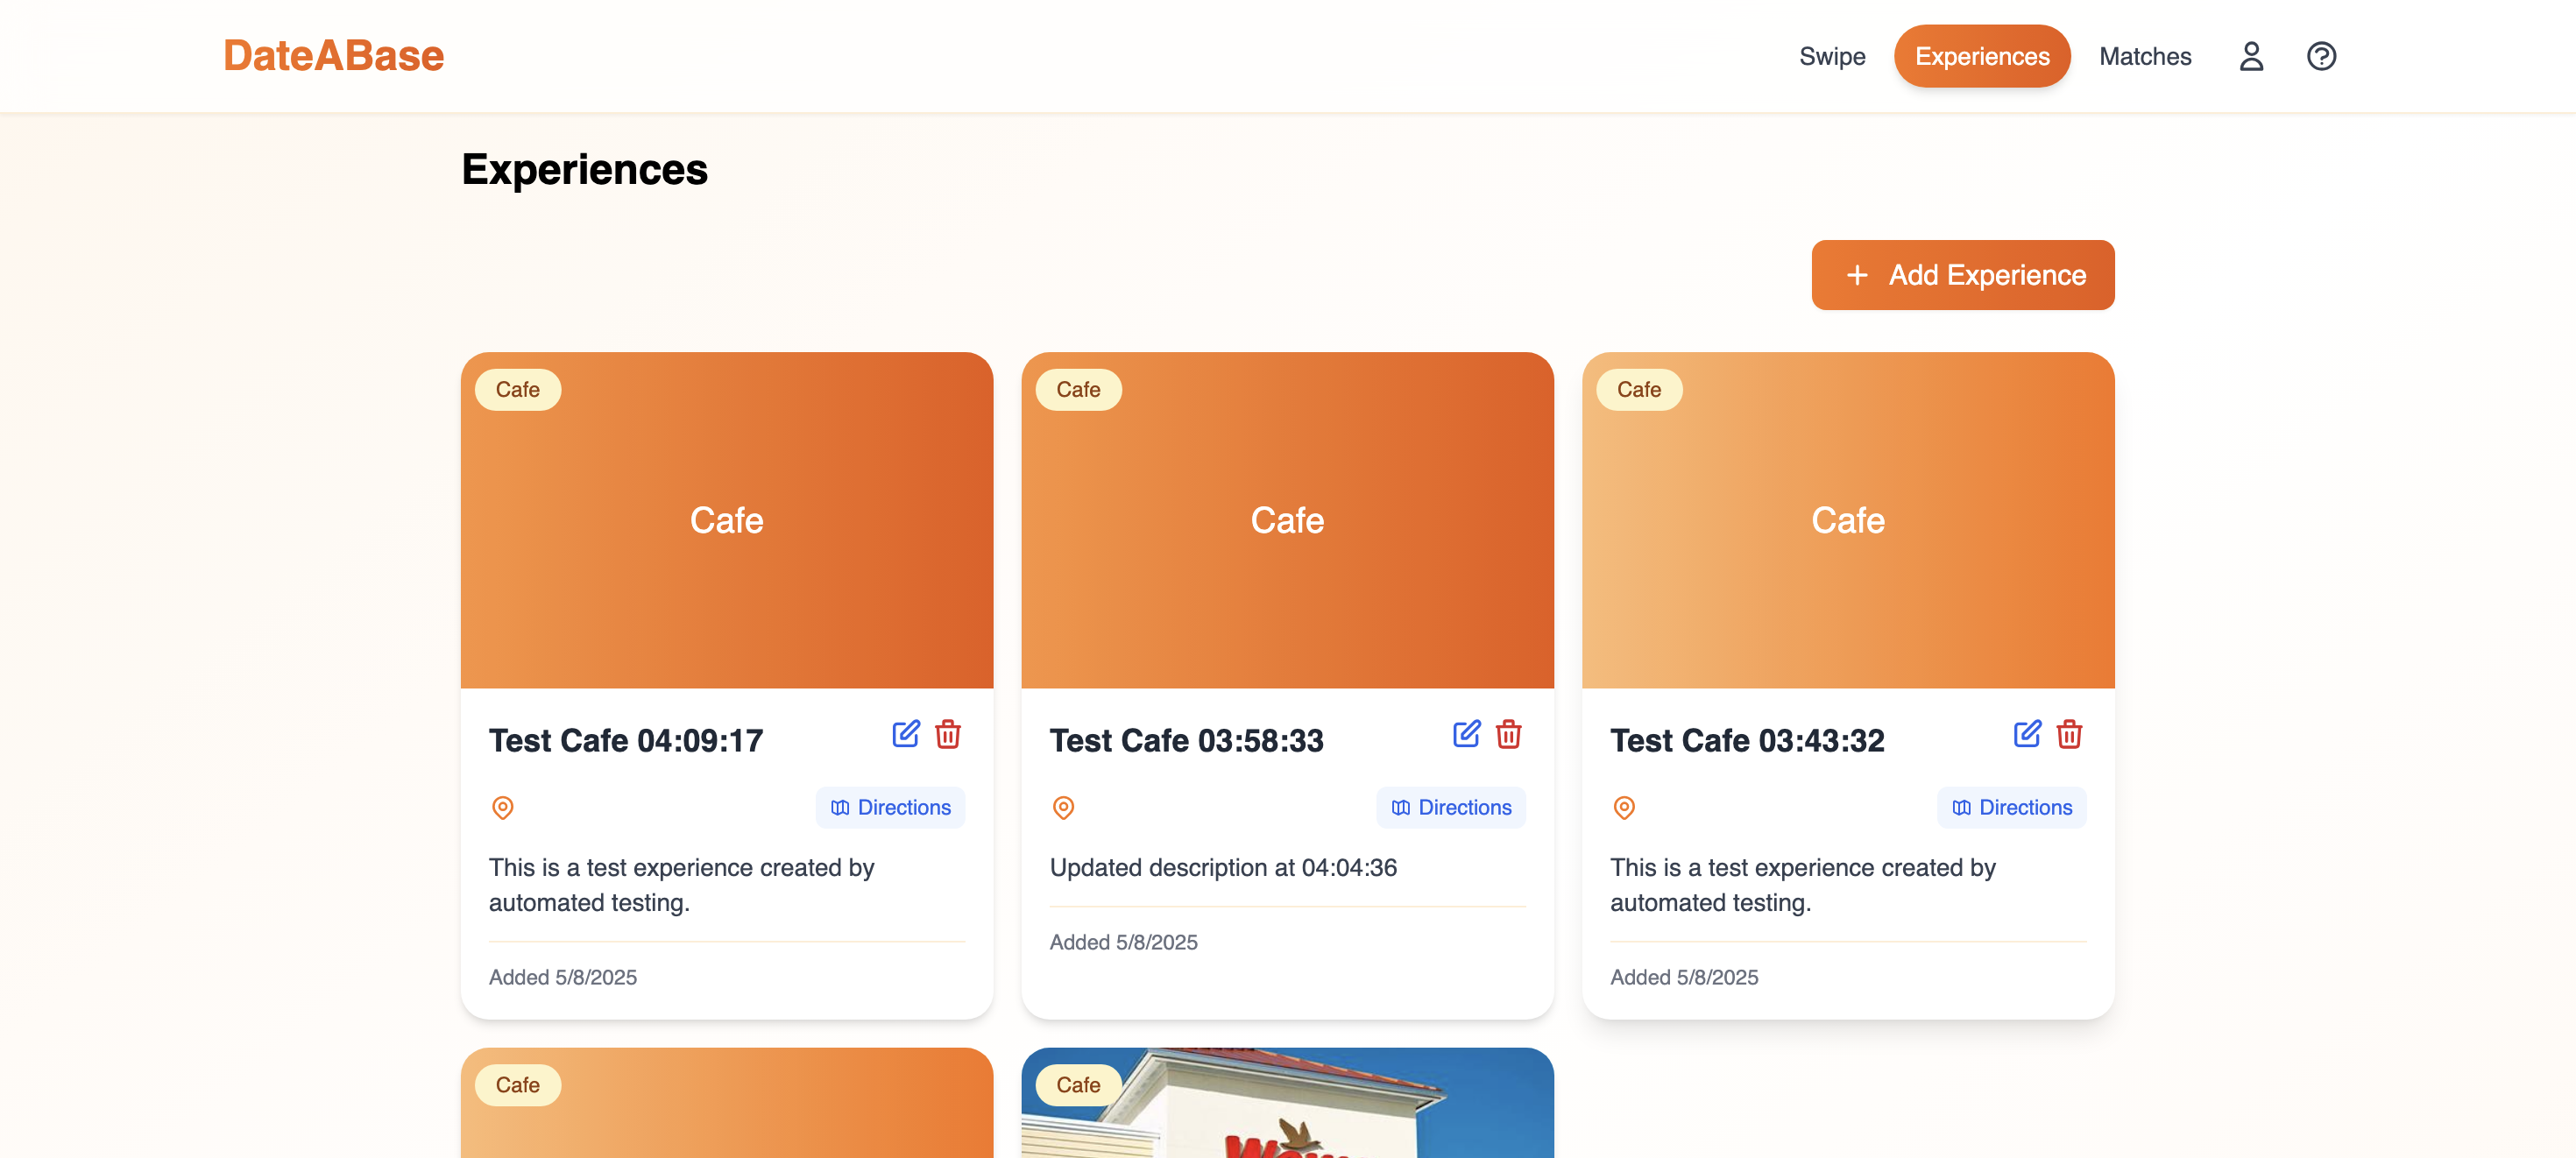 DateABase
Swipe
Experiences
Matches
Experiences
+ Add Experience
Cafe
Cafe
Cafe
Cafe
Cafe
Cafe
Test Cafe 04:09:17
Test Cafe 03:58:33
Test Cafe 03:43:32
Directions
Directions
Directions
This is a test experience created by
automated testing.
Updated description at 04:04:36
This is a test experience created by
automated testing.
Added 5/8/2025
Added 5/8/2025
Added 5/8/2025
Cafe
Cafe